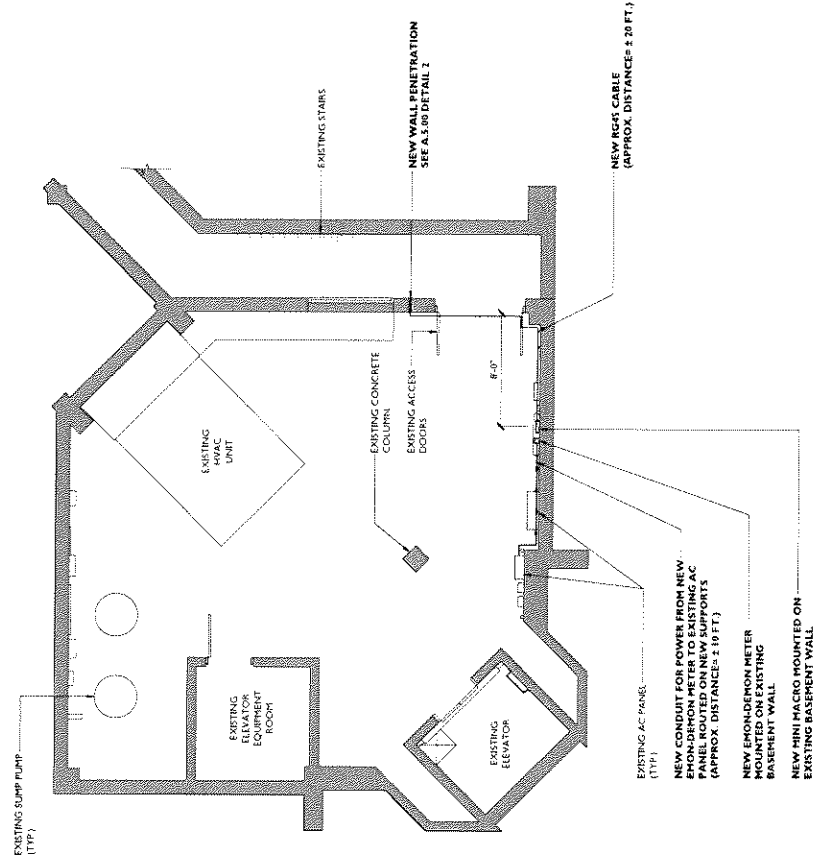 EXISTING SUMP PUMP
(TYP)
EXISTING STAIRS
NEW WALL PENETRATION
SEE A.5.00 DETAIL 2
NEW RG45 CABLE
(APPROX. DISTANCE= ± 20 FT.)
EXISTING
HVAC
UNIT
EXISTING CONCRETE
COLUMN
EXISTING ACCESS
DOORS
8'-0"
EXISTING
ELEVATOR
EQUIPMENT
ROOM
EXISTING
ELEVATOR
EXISTING AC PANEL
(TYP)
NEW CONDUIT FOR POWER FROM NEW
EMON-DEMON METER TO EXISTING AC
PANEL ROUTED ON NEW SUPPORTS
(APPROX. DISTANCE= ± 10 FT.)
NEW EMON-DEMON METER
MOUNTED ON EXISTING
BASEMENT WALL
NEW MINI MACRO MOUNTED ON
EXISTING BASEMENT WALL